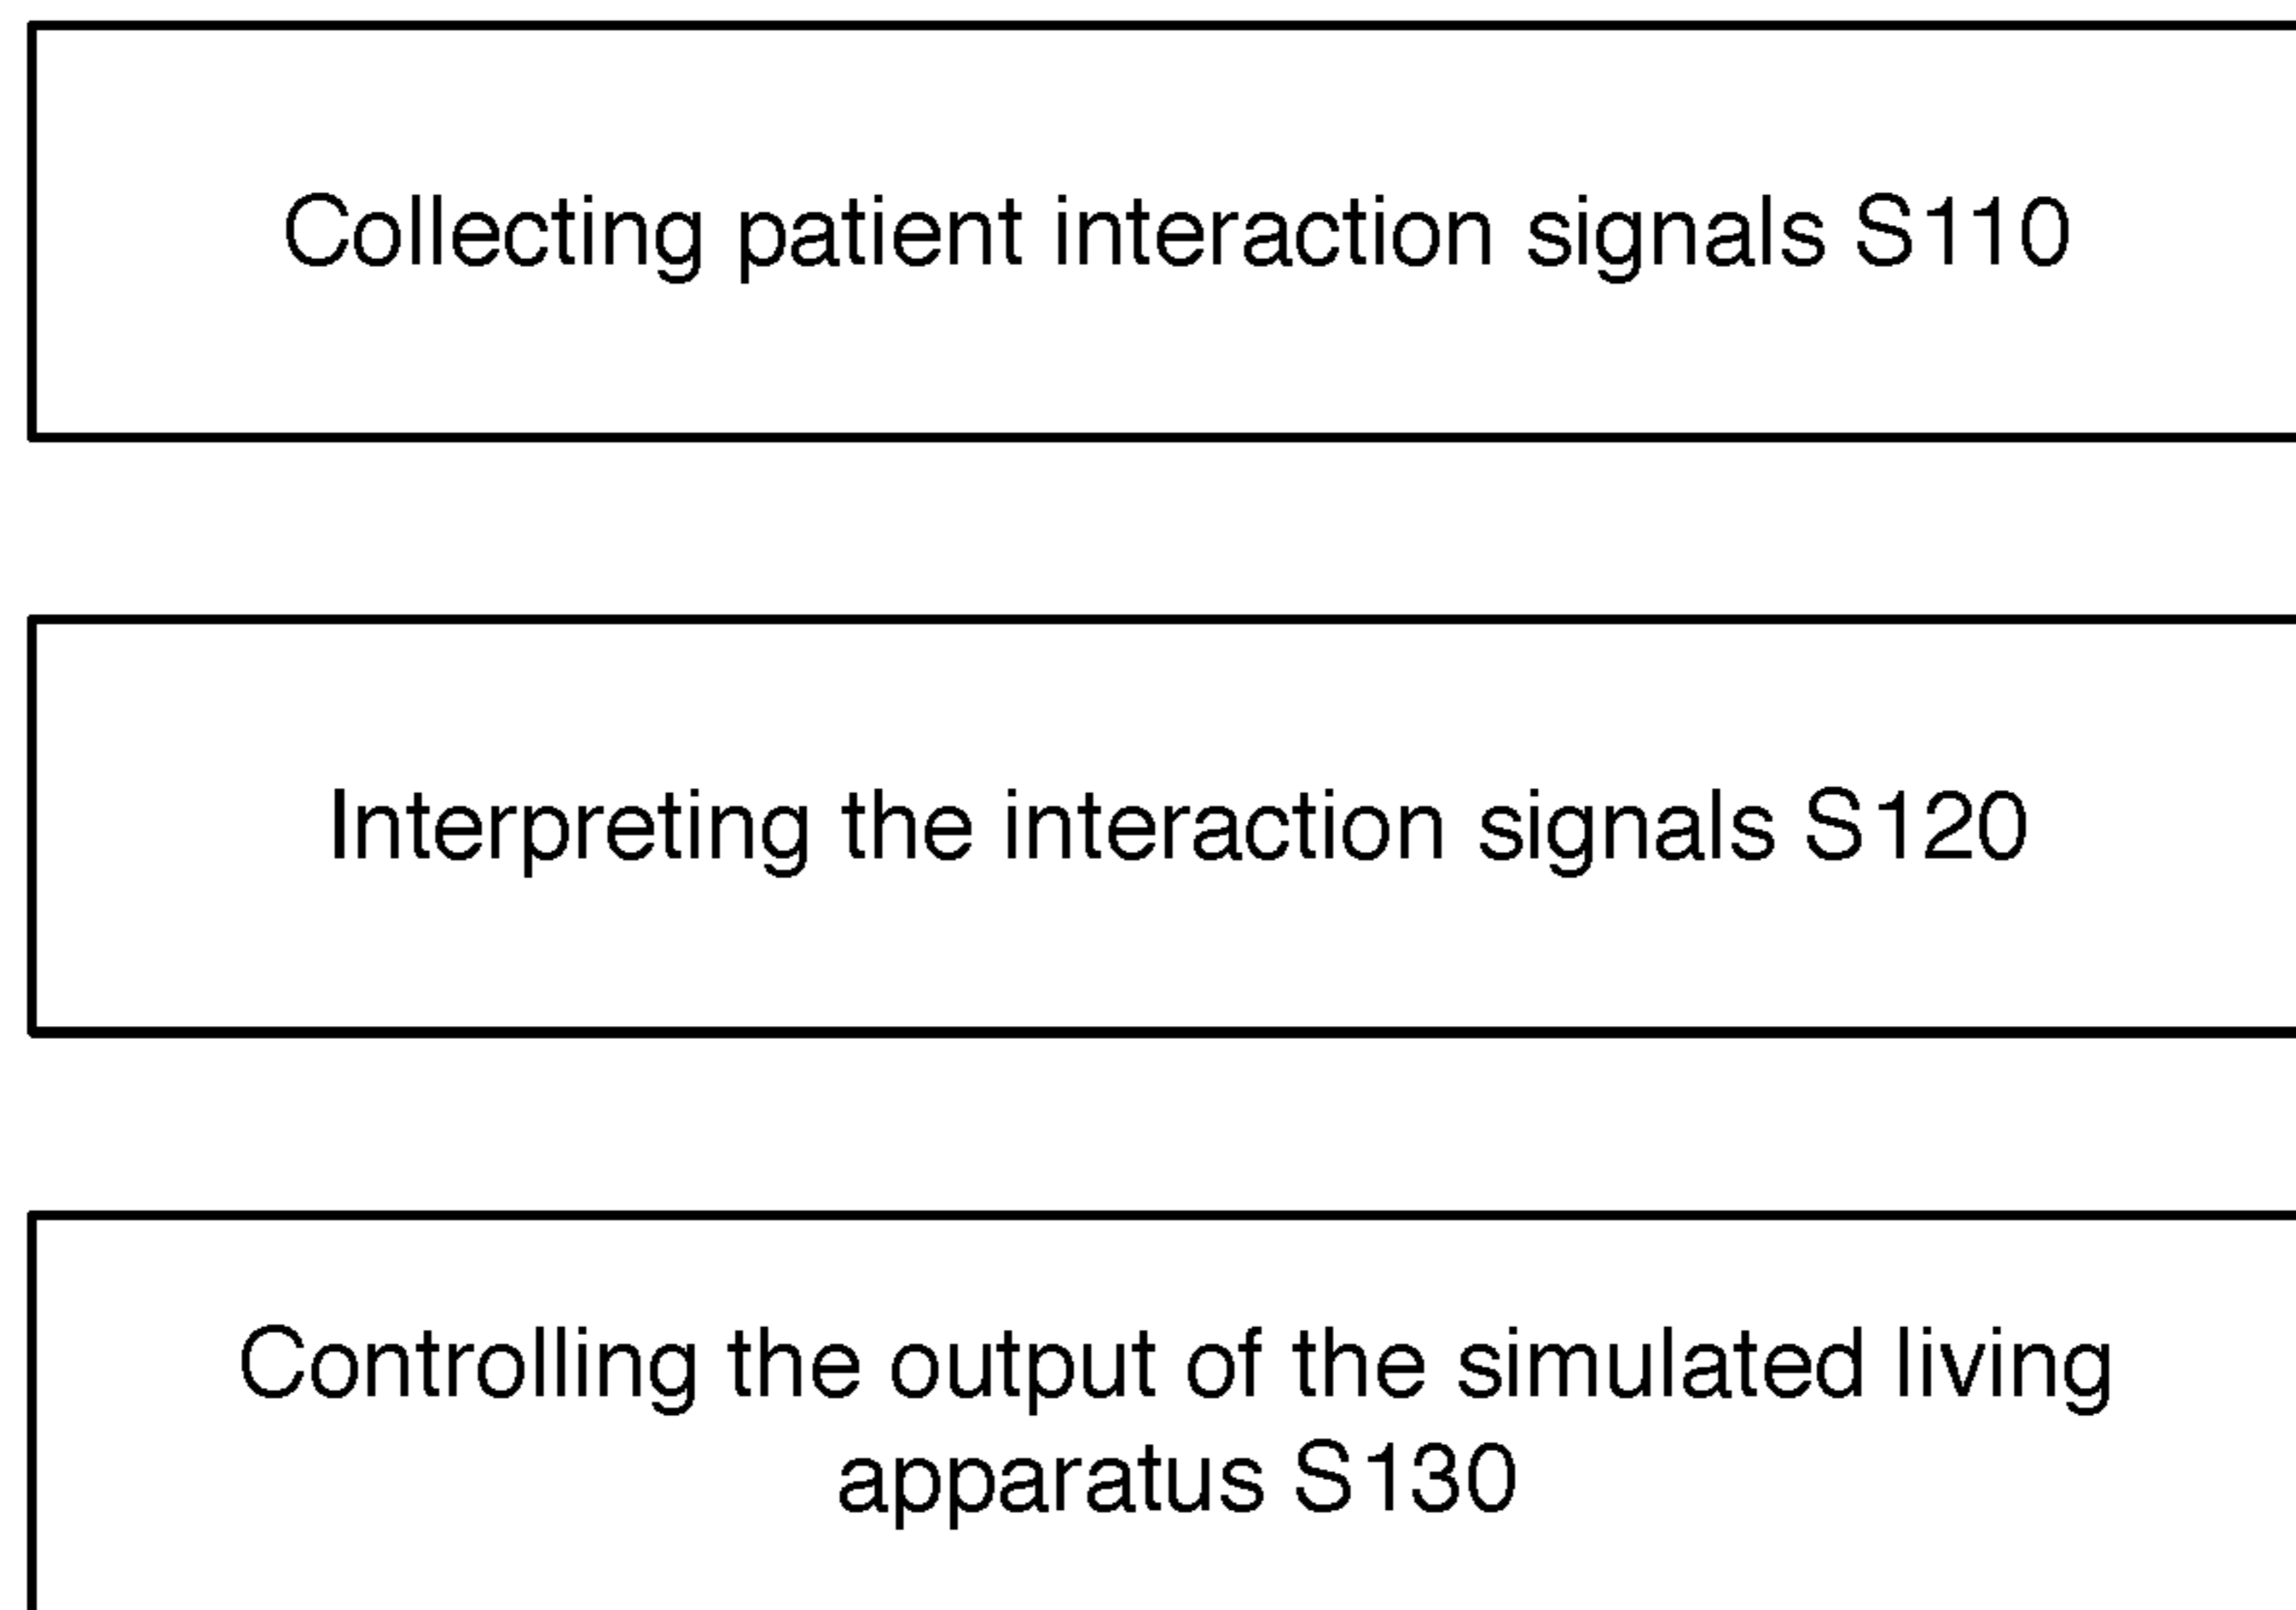 Collecting patient interaction signals S110
Interpreting the interaction signals S120
Controlling the output of the simulated living
apparatus S130